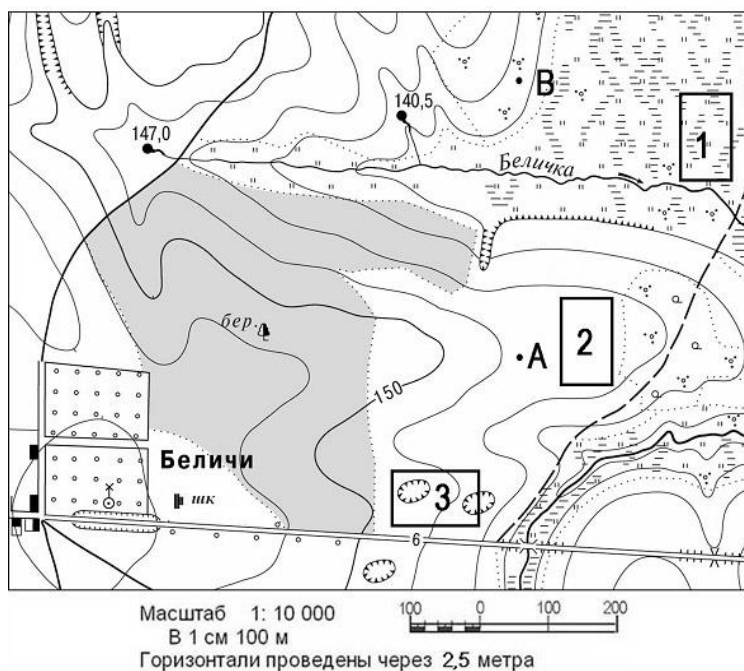 147,0
140,5
В
1
Беличка
бер.
А
2
150
Беличи
шк
3
6
Масштаб 1: 10 000
В 1 см 100 м
100 0 100 200
Горизонтали проведены через 2,5 метра